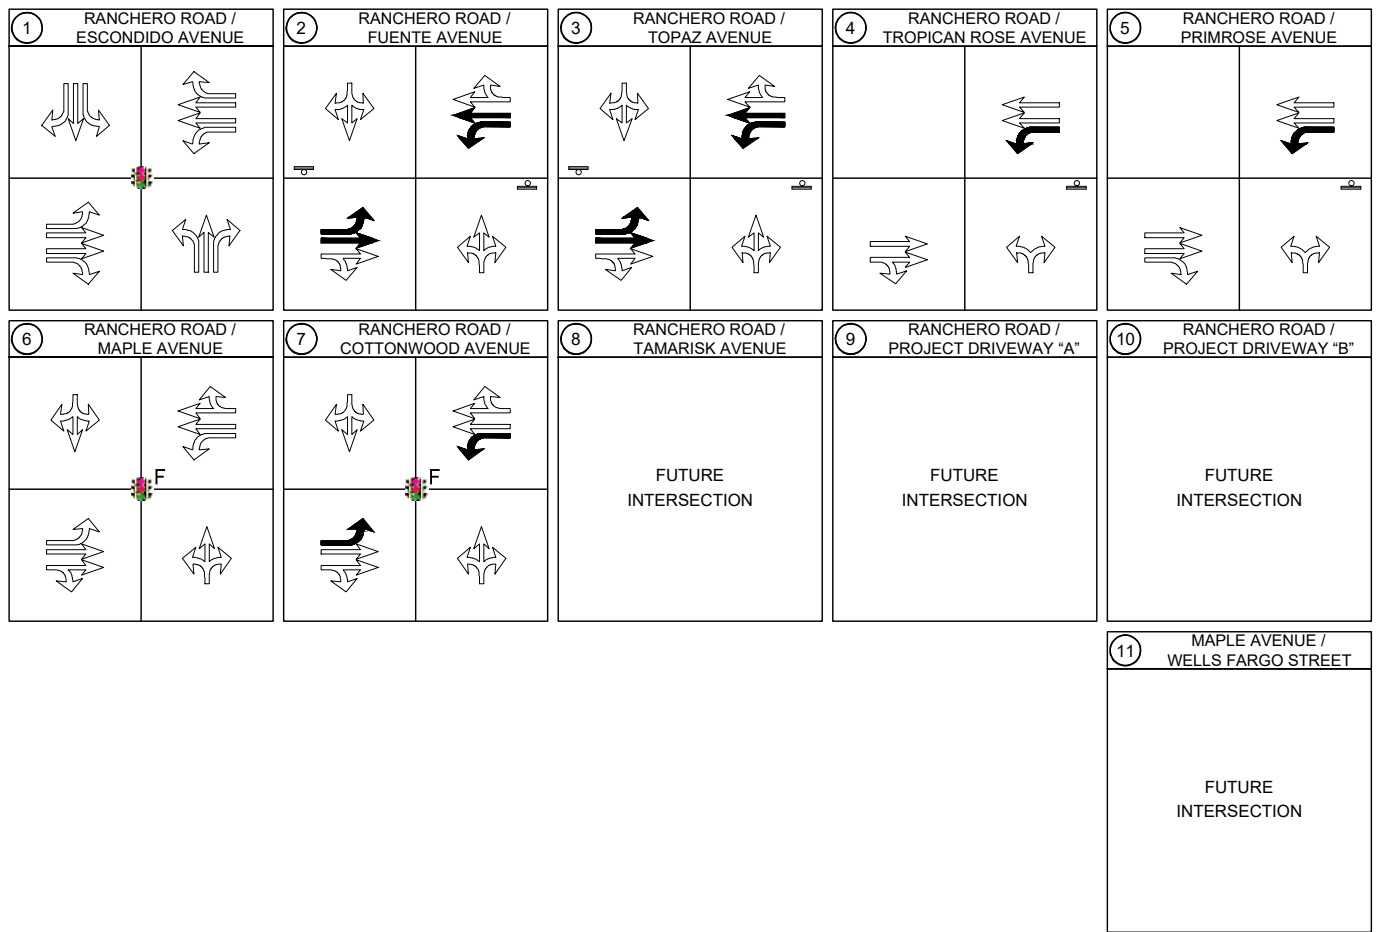 1
RANCHERO ROAD /
ESCONDIDO AVENUE
2
RANCHERO ROAD /
FUENTE AVENUE
3
RANCHERO ROAD /
TOPAZ AVENUE
4
RANCHERO ROAD /
TROPICAN ROSE AVENUE
5
RANCHERO ROAD /
PRIMROSE AVENUE
6
RANCHERO ROAD /
MAPLE AVENUE
F
7
RANCHERO ROAD /
COTTONWOOD AVENUE
F
8
RANCHERO ROAD /
TAMARISK AVENUE
FUTURE
INTERSECTION
9
RANCHERO ROAD /
PROJECT DRIVEWAY “A”
FUTURE
INTERSECTION
10
RANCHERO ROAD /
PROJECT DRIVEWAY “B”
FUTURE
INTERSECTION
11
MAPLE AVENUE /
WELLS FARGO STREET
FUTURE
INTERSECTION